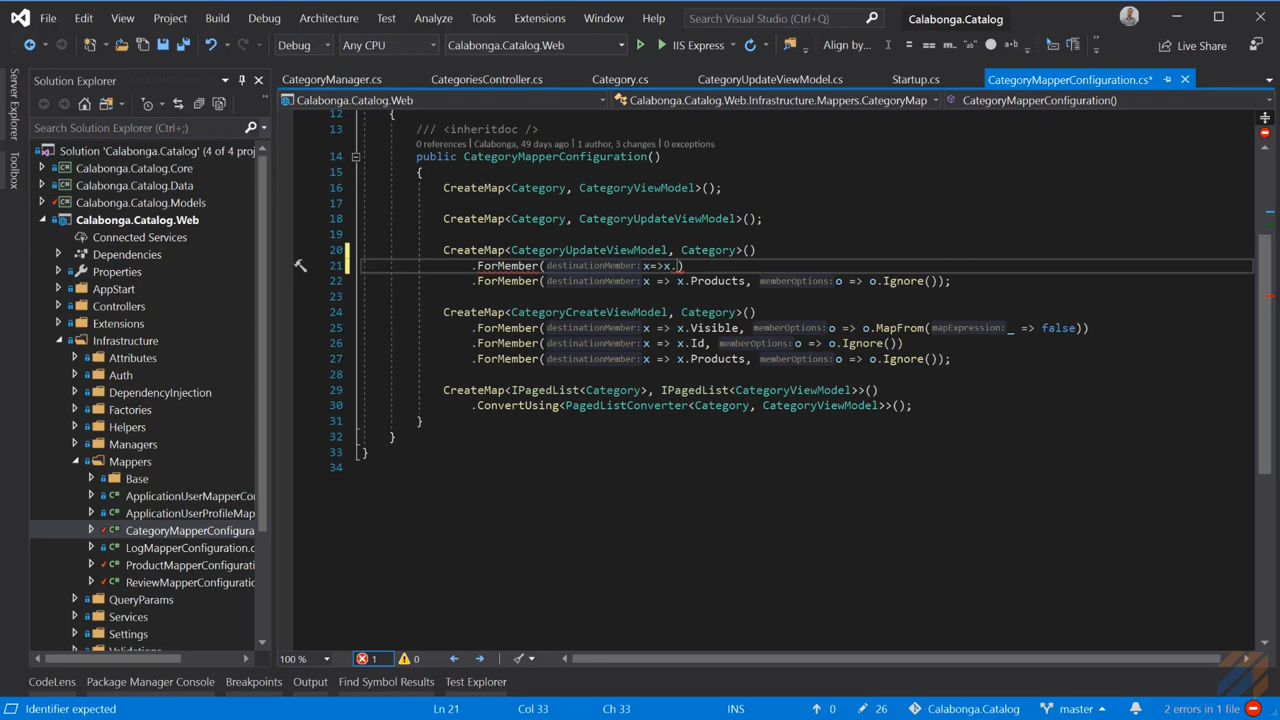 File Edit View Project Build Debug Architecture Test Analyze Tools Extensions Window Help Search Visual Studio (Ctrl+Q) Calabonga.Catalog
Debug Any CPU Calabonga.Catalog.Web IIS Express Align by... Live Share
Server Explorer
Toolbox
Solution Explorer
Search Solution Explorer (Ctrl+;)
Solution 'Calabonga.Catalog' (4 of 4 proj
Calabonga.Catalog.Core
Calabonga.Catalog.Data
Calabonga.Catalog.Models
Calabonga.Catalog.Web
Connected Services
Dependencies
Properties
AppStart
Controllers
Extensions
Infrastructure
Attributes
Auth
DependencyInjection
Factories
Helpers
Managers
Mappers
Base
ApplicationUserMapperCo
ApplicationUserProfileMap
CategoryMapperConfigura
LogMapperConfiguration.c
ProductMapperConfigurati
ReviewMapperConfiguratio
QueryParams
Services
Settings
CategoryManager.cs CategoriesController.cs Category.cs CategoryUpdateViewModel.cs Startup.cs CategoryMapperConfiguration.cs*
Calabonga.Catalog.Web Calabonga.Catalog.Web.Infrastructure.Mappers.CategoryMap CategoryMapperConfiguration()
12 {
13 /// <inheritdoc />
0 references | Calabonga, 49 days ago | 1 author, 3 changes | 0 exceptions
14 public CategoryMapperConfiguration()
15 {
16 CreateMap<Category, CategoryViewModel>();
17
18 CreateMap<Category, CategoryUpdateViewModel>();
19
20 CreateMap<CategoryUpdateViewModel, Category>()
21 .ForMember(destinationMember: x=>x.)
22 .ForMember(destinationMember: x => x.Products, memberOptions: o => o.Ignore());
23
24 CreateMap<CategoryCreateViewModel, Category>()
25 .ForMember(destinationMember: x => x.Visible, memberOptions: o => o.MapFrom(mapExpression: _ => false))
26 .ForMember(destinationMember: x => x.Id, memberOptions: o => o.Ignore())
27 .ForMember(destinationMember: x => x.Products, memberOptions: o => o.Ignore());
28
29 CreateMap<IPagedList<Category>, IPagedList<CategoryViewModel>>()
30 .ConvertUsing<PagedListConverter<Category, CategoryViewModel>>();
31 }
32 }
33 }
34
100 % 1 0
CodeLens Package Manager Console Breakpoints Output Find Symbol Results Test Explorer
Identifier expected Ln 21 Col 33 Ch 33 INS 0 26 Calabonga.Catalog master 2 errors in 1 file